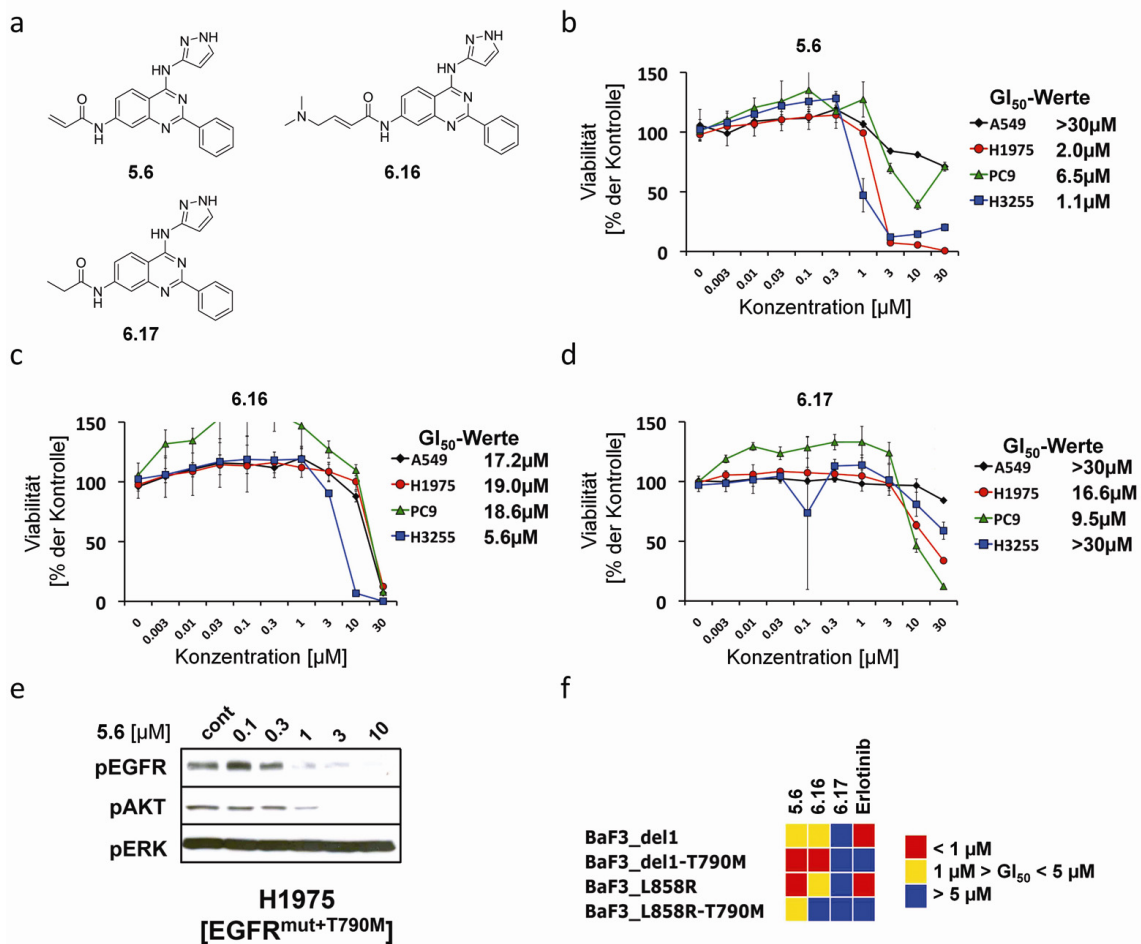 a
N
NH
HN
O
N
N
H
N
5.6
N
NH
HN
N
O
N
N
H
N
6.16
N
NH
HN
O
N
N
H
N
6.17
b
5.6
Viabilität
[% der Kontrolle]
150
100
50
0
0
0.003
0.01
0.03
0.1
0.3
1
3
10
30
Konzentration [µM]
GI50-Werte
A549 >30µM
H1975 2.0µM
PC9 6.5µM
H3255 1.1µM
c
6.16
Viabilität
[% der Kontrolle]
150
100
50
0
0
0.003
0.01
0.03
0.1
0.3
1
3
10
30
Konzentration [µM]
GI50-Werte
A549 17.2µM
H1975 19.0µM
PC9 18.6µM
H3255 5.6µM
d
6.17
Viabilität
[% der Kontrolle]
150
100
50
0
0
0.003
0.01
0.03
0.1
0.3
1
3
10
30
Konzentration [µM]
GI50-Werte
A549 >30µM
H1975 16.6µM
PC9 9.5µM
H3255 >30µM
e
5.6 [µM] cont 0.1 0.3 1 3 10
pEGFR
pAKT
pERK
H1975
[EGFRmut+T790M]
f
5.6 6.16 6.17 Erlotinib
BaF3_del1
BaF3_del1-T790M
BaF3_L858R
BaF3_L858R-T790M
< 1 µM
1 µM > GI50 < 5 µM
> 5 µM